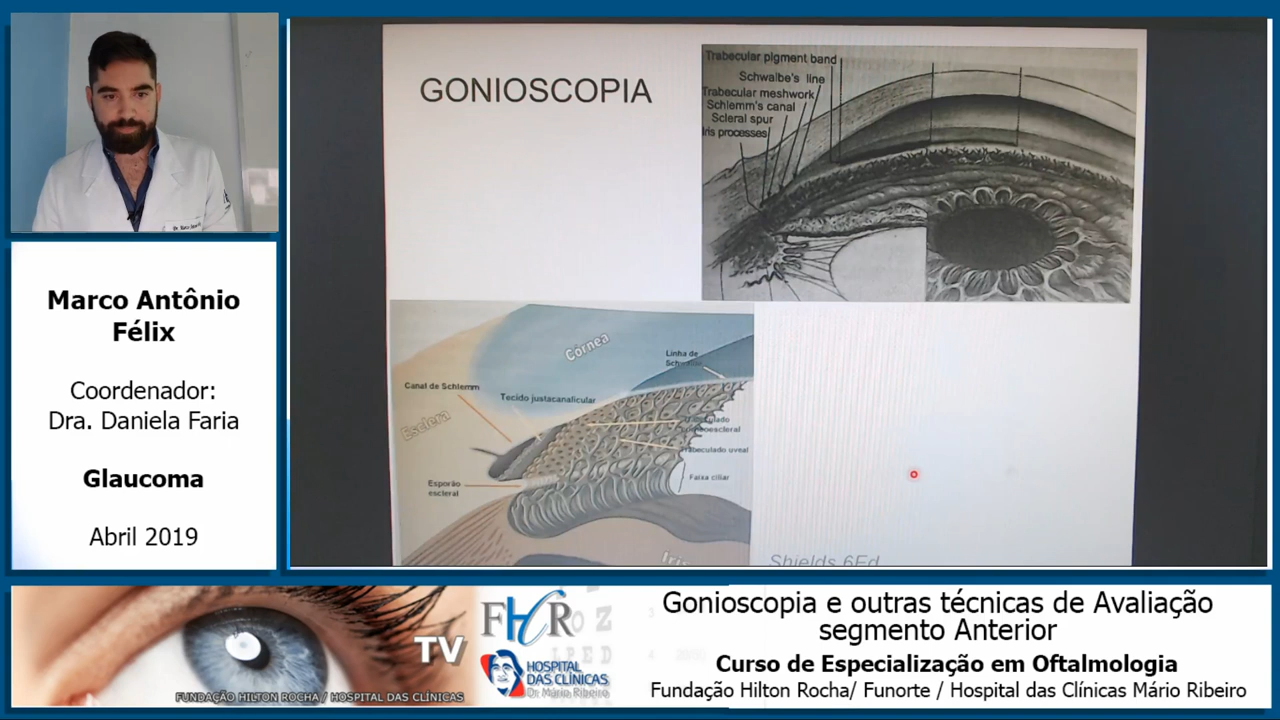 GONIOSCOPIA
Trabecular pigment band
Schwalbe's line
Trabecular meshwork
Schlemm's canal
Scleral spur
Iris processes
Córnea
Linha de
Canal de Schlemm
Tecido justacanalicular
Esclera
Trabeculado uveal
Faixa ciliar
Esporão
escleral
Iris
Shields 6Ed
Marco Antônio
Félix
Coordenador:
Dra. Daniela Faria
Glaucoma
Abril 2019
TV
FUNDAÇÃO HILTON ROCHA / HOSPITAL DAS CLÍNICAS
FHCR
HOSPITAL
DAS CLÍNICAS
Dr. Mário Ribeiro
Gonioscopia e outras técnicas de Avaliação
segmento Anterior
Curso de Especialização em Oftalmologia
Fundação Hilton Rocha/ Funorte / Hospital das Clínicas Mário Ribeiro